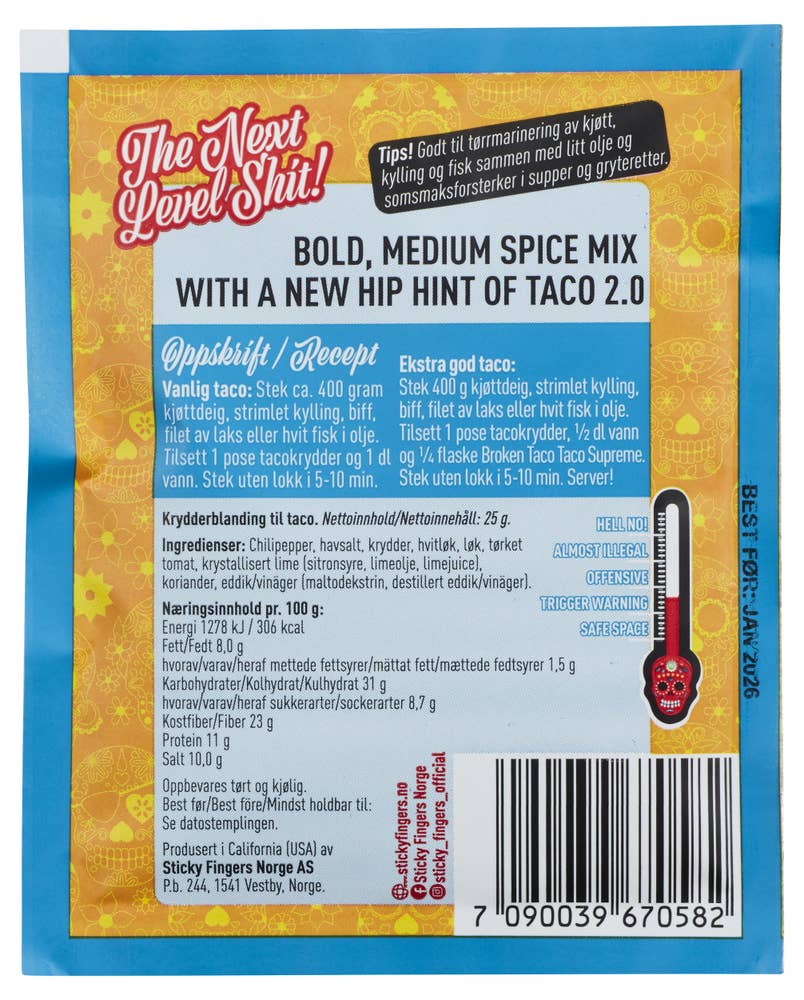 The Next
Level Shit!
Tips! Godt til tørrmarinering av kjøtt,
kylling og fisk sammen med litt olje og
somsmaksforsterker i supper og gryteretter.
BOLD, MEDIUM SPICE MIX
WITH A NEW HIP HINT OF TACO 2.0
Oppskrift / Recept
Vanlig taco: Stek ca. 400 gram
kjøttdeig, strimlet kylling, biff,
filet av laks eller hvit fisk i olje.
Tilsett 1 pose tacokrydder og 1 dl
vann. Stek uten lokk i 5-10 min.
Ekstra god taco:
Stek 400 g kjøttdeig, strimlet kylling,
biff, filet av laks eller hvit fisk i olje.
Tilsett 1 pose tacokrydder, ½ dl vann
og ¼ flaske Broken Taco Taco Supreme.
Stek uten lokk i 5-10 min. Server!
Krydderblanding til taco. Nettoinnhold/Nettoinnehåll: 25 g.
Ingredienser: Chilipepper, havsalt, krydder, hvitløk, løk, tørket
tomat, krystallisert lime (sitronsyre, limeolje, limejuice),
koriander, eddik/vinäger (maltodekstrin, destillert eddik/vinäger).
Næringsinnhold pr. 100 g:
Energi 1278 kJ / 306 kcal
Fett/Fedt 8,0 g
hvorav/varav/heraf mettede fettsyrer/mättat fett/mættede fedtsyrer 1,5 g
Karbohydrater/Kolhydrat/Kulhydrat 31 g
hvorav/varav/heraf sukkerarter/sockerarter 8,7 g
Kostfiber/Fiber 23 g
Protein 11 g
Salt 10,0 g
Oppbevares tørt og kjølig.
Best før/Best före/Mindst holdbar til:
Se datostemplingen.
Produsert i California (USA) av
Sticky Fingers Norge AS
P.b. 244, 1541 Vestby, Norge.
HELL NO!
ALMOST ILLEGAL
OFFENSIVE
TRIGGER WARNING
SAFE SPACE
BEST FØR: JAN 2026
www.stickyfingers.no
Sticky Fingers Norge
sticky_fingers_official
7 090039 670582